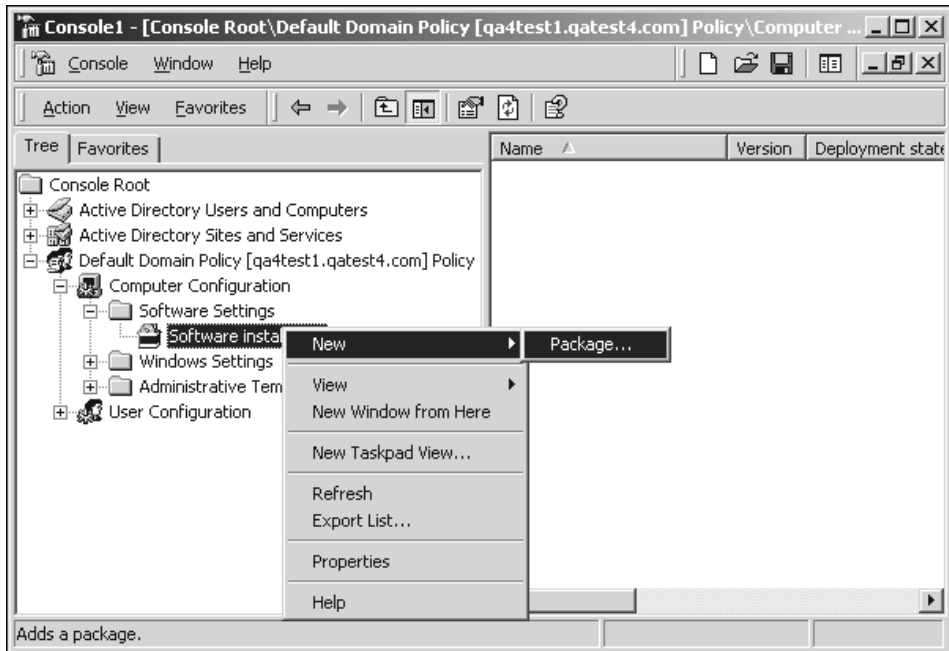 Console1 - [Console Root\Default Domain Policy [qa4test1.qatest4.com] Policy\Computer ...
Console Window Help
Action View Favorites
Tree Favorites
Name Version Deployment state
Console Root
Active Directory Users and Computers
Active Directory Sites and Services
Default Domain Policy [qa4test1.qatest4.com] Policy
Computer Configuration
Software Settings
Software insta
Windows Settings
Administrative Tem
User Configuration
New
Package...
View
New Window from Here
New Taskpad View...
Refresh
Export List...
Properties
Help
Adds a package.